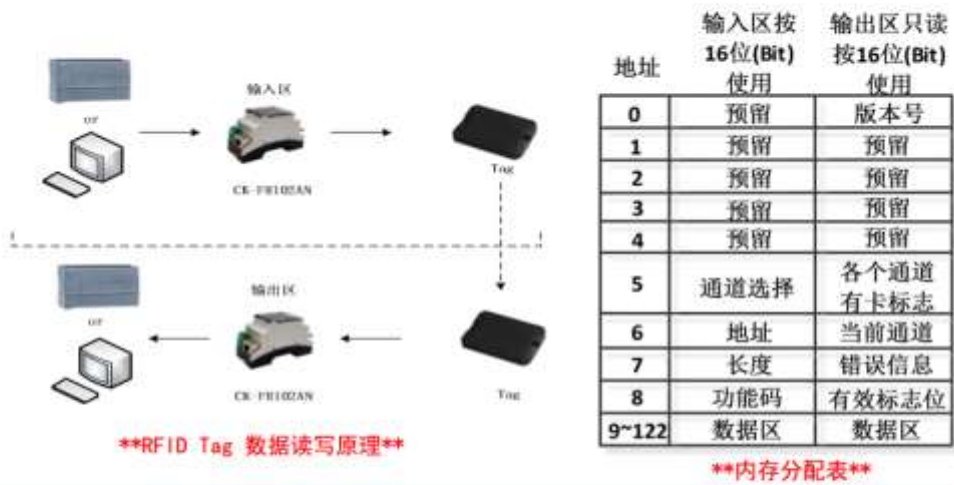 输入区
or
CK-FR102AN
Tag
输出区
or
CK-FR102AN
Tag
**RFID Tag 数据读写原理**
地址
输入区按
16位(Bit)
使用
输出区只读
按16位(Bit)
使用
0 预留 版本号
1 预留 预留
2 预留 预留
3 预留 预留
4 预留 预留
5 通道选择 各个通道
有卡标志
6 地址 当前通道
7 长度 错误信息
8 功能码 有效标志位
9~122 数据区 数据区
**内存分配表**